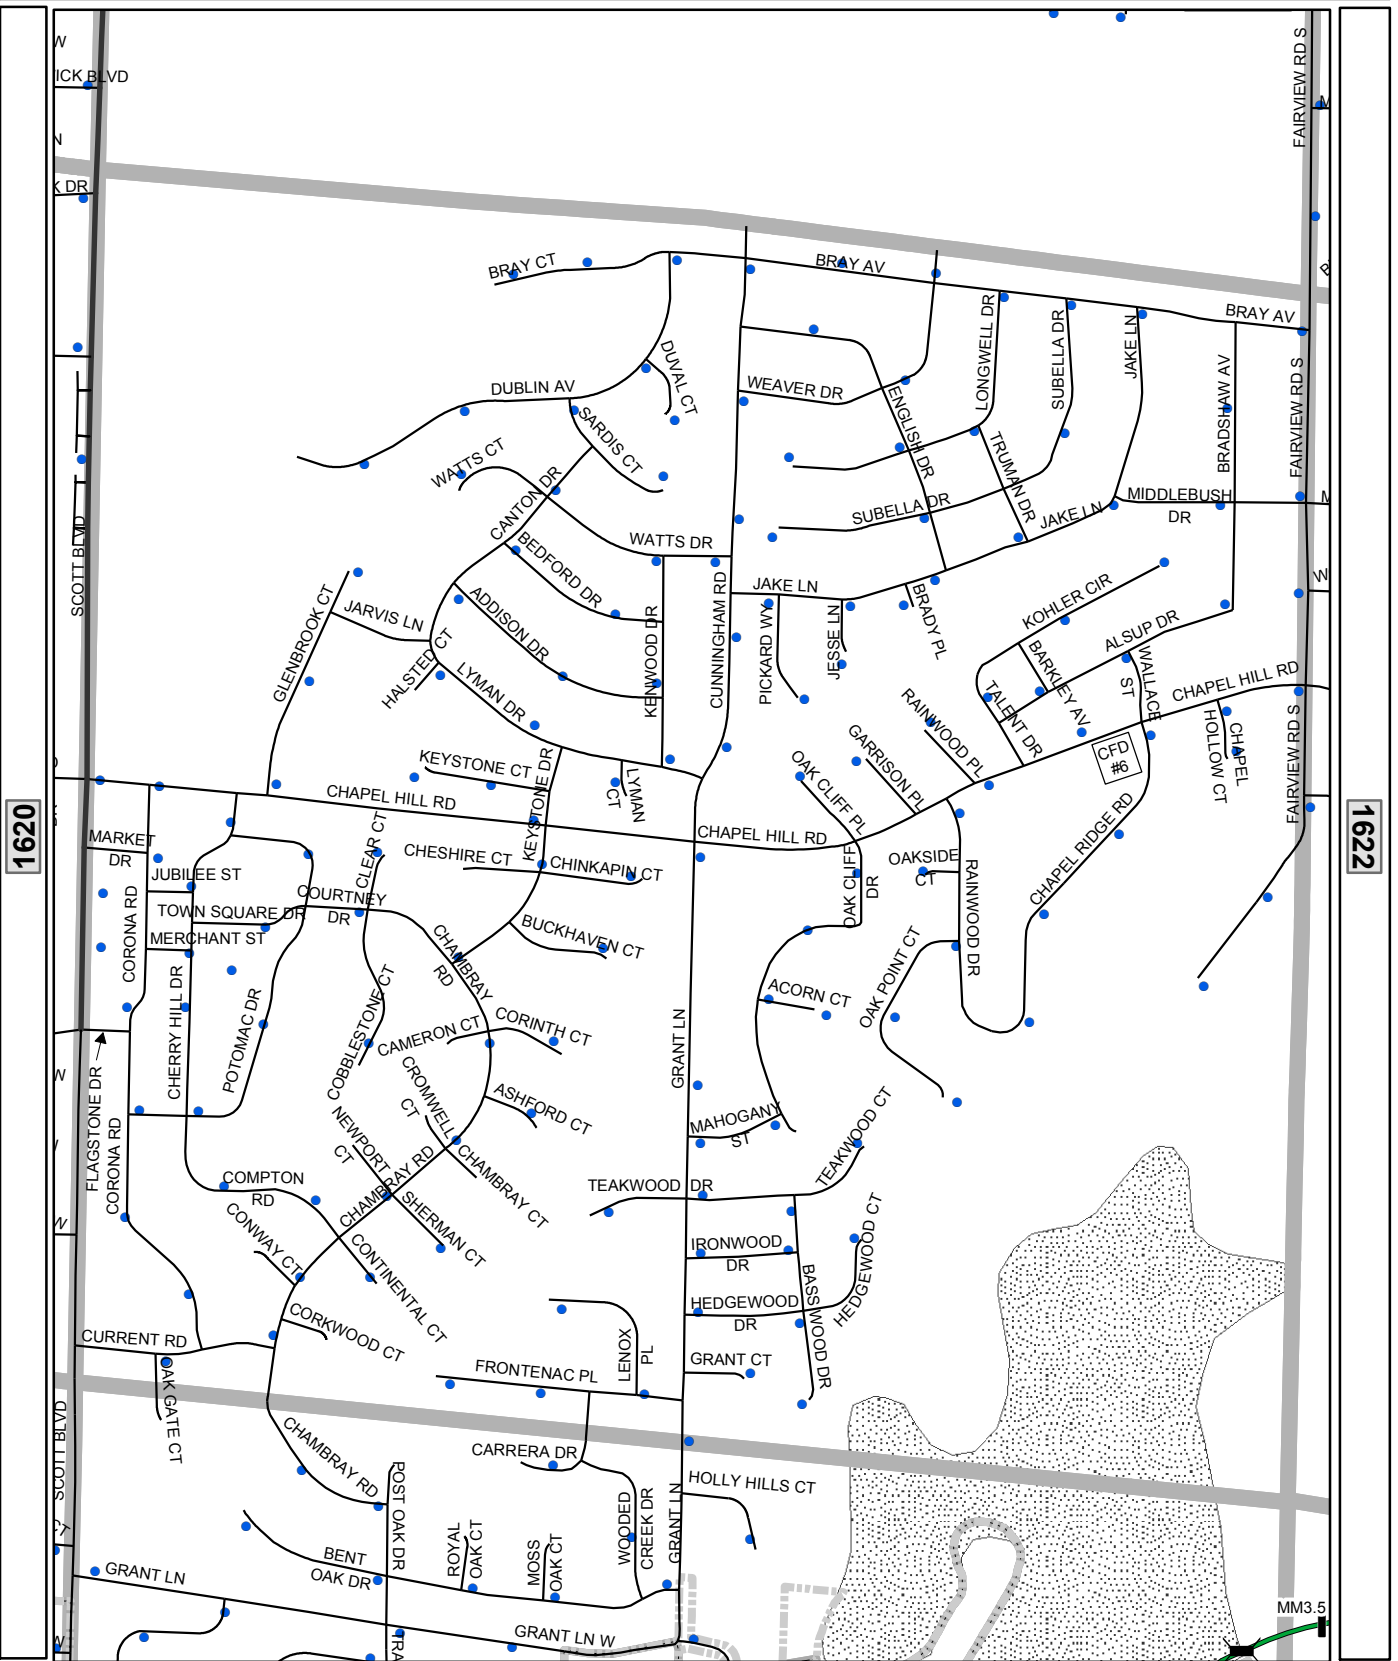 ICK BLVD
K DR
FAIRVIEW RD S
BRAY CT
BRAY AV
BRAY AV
DUVAL CT
DUBLIN AV
SARDIS CT
WATTS CT
CANTON DR
WEAVER DR
ENGLISH DR
LONGWELL DR
SUBELLA DR
JAKE LN
BRADSHAW AV
FAIRVIEW RD S
TRUMAN DR
SUBELLA DR
JAKE LN
MIDDLEBUSH
DR
SCOTT BLVD
WATTS DR
BEDFORD DR
ADDISON DR
KENWOOD DR
CUNNINGHAM RD
JAKE LN
PICKARD WY
JESSE LN
BRADY PL
KOHLER CIR
ALSUP DR
BARKLEY AV
WALLACE
ST
TALENT DR
CHAPEL HILL RD
GLENBROOK CT
JARVIS LN
HALSTED CT
LYMAN DR
RAINWOOD PL
GARRISON PL
OAK CLIFF PL
CFD
#6
CHAPEL
HOLLOW CT
FAIRVIEW RD S
KEYSTONE CT
KEYSTONE DR
LYMAN
CT
CHAPEL HILL RD
CHAPEL HILL RD
1620
1622
MARKET
DR
JUBILEE ST
TOWN SQUARE DR
MERCHANT ST
CORONA RD
CLEAR CT
COURTNEY
DR
CHESHIRE CT
CHINKAPIN CT
BUCKHAVEN CT
CHAMBRAY
RD
OAK CLIFF
DR
OAKSIDE
CT
RAINWOOD DR
CHAPEL RIDGE RD
OAK POINT CT
ACORN CT
CHERRY HILL DR
POTOMAC DR
COBBLESTONE CT
CAMERON CT
CORINTH CT
CROMWELL
CT
ASHFORD CT
GRANT LN
FLAGSTONE DR
CORONA RD
NEWPORT
CT
CHAMBRAY RD
CHAMBRAY CT
SHERMAN CT
MAHOGANY
ST
TEAKWOOD CT
TEAKWOOD DR
COMPTON
RD
CONWAY CT
CONTINENTAL CT
CORKWOOD CT
IRONWOOD
DR
BASSWOOD DR
HEDGEWOOD CT
HEDGEWOOD
DR
CURRENT RD
OAK GATE CT
LENOX
PL
FRONTENAC PL
GRANT CT
SCOTT BLVD
CHAMBRAY RD
CARRERA DR
POST OAK DR
HOLLY HILLS CT
GRANT LN
WOODED
CREEK DR
ROYAL
OAK CT
MOSS
OAK CT
BENT
OAK DR
GRANT LN
GRANT LN W
TRA
MM3.5